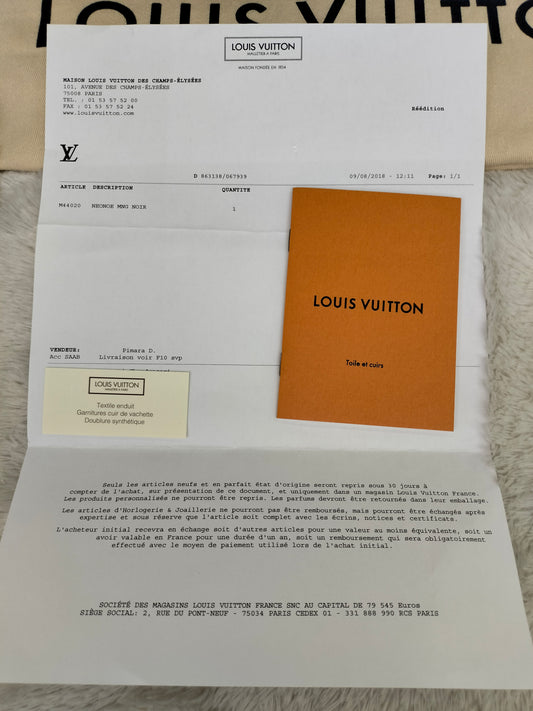 LOUIS VUITTON
LOUIS VUITTON
MALLETIER A PARIS
MAISON FONDÉE EN 1854
MAISON LOUIS VUITTON DES CHAMPS-ÉLYSÉES
101, AVENUE DES CHAMPS-ÉLYSÉES
75008 PARIS
TEL. : 01 53 57 52 00
FAX : 01 53 57 52 24
www.louisvuitton.com
Réédition
LV
D 863138/067939 09/08/2018 - 12:11 Page: 1/1
ARTICLE DESCRIPTION QUANTITE
M44020 NEONOE MNG NOIR 1
LOUIS VUITTON
Toile et cuirs
VENDEUR: Pimara D.
Acc SAAB Livraison voir F10 svp
LOUIS VUITTON
MALLETIER A PARIS
Textile enduit
Garnitures cuir de vachette
Doublure synthétique
Seuls les articles neufs et en parfait état d'origine seront repris sous 30 jours à
compter de l'achat, sur présentation de ce document, et uniquement dans un magasin Louis Vuitton France.
Les produits personnalisés ne pourront être repris. Les parfums devront être retournés dans leur emballage.
Les articles d'Horlogerie & Joaillerie ne pourront pas être remboursés, mais pourront être échangés après
expertise et sous réserve que l'article soit complet avec les écrins, notices et certificats.
L'acheteur initial recevra en échange soit d'autres articles pour une valeur au moins équivalente, soit un
avoir valable en France pour une durée d'un an, soit un remboursement qui sera obligatoirement
effectué avec le moyen de paiement utilisé lors de l'achat initial.
SOCIÉTÉ DES MAGASINS LOUIS VUITTON FRANCE SNC AU CAPITAL DE 79 545 Euros
SIÈGE SOCIAL: 2, RUE DU PONT-NEUF - 75034 PARIS CEDEX 01 - 331 888 990 RCS PARIS